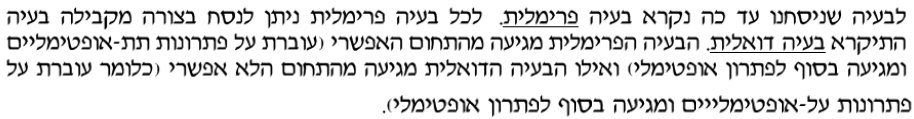 לבעיה שניסחנו עד כה נקרא בעיה פרימלית. לכל בעיה פרימלית ניתן לנסח בצורה מקבילה בעיה
התיקרא בעיה דואלית. הבעיה הפרימלית מגיעה מהתחום האפשרי (עוברת על פתרונות תת-אופטימליים
ומגיעה בסוף לפתרון אופטימלי) ואילו הבעיה הדואלית מגיעה מהתחום הלא אפשרי (כלומר עוברת על
פתרונות על-אופטימלייים ומגיעה בסוף לפתרון אופטימלי).